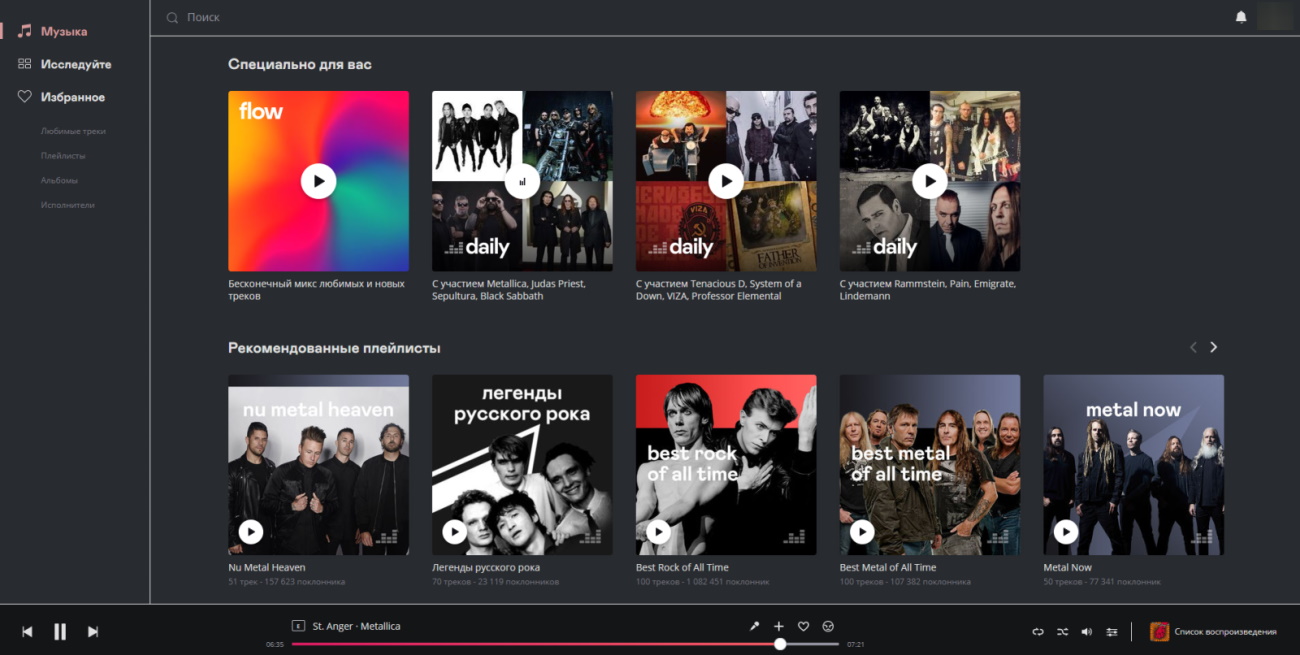 Поиск
Музыка
Исследуйте
Избранное
Любимые треки
Плейлисты
Альбомы
Исполнители
Специально для вас
flow
daily
daily
VIZA
FATHER
daily
Бесконечный микс любимых и новых
треков
С участием Metallica, Judas Priest,
Sepultura, Black Sabbath
С участием Tenacious D, System of a
Down, VIZA, Professor Elemental
С участием Rammstein, Pain, Emigrate,
Lindemann
Рекомендованные плейлисты
nu metal heaven
легенды
русского рока
best rock
of all time
best metal
of all time
metal now
Nu Metal Heaven
51 трек - 157 623 поклонника
Легенды русского рока
70 треков - 23 119 поклонников
Best Rock of All Time
100 треков - 1 082 451 поклонник
Best Metal of All Time
100 треков - 107 382 поклонника
Metal Now
50 треков - 77 341 поклонник
E St. Anger · Metallica
06:35
07:21
Список воспроизведения